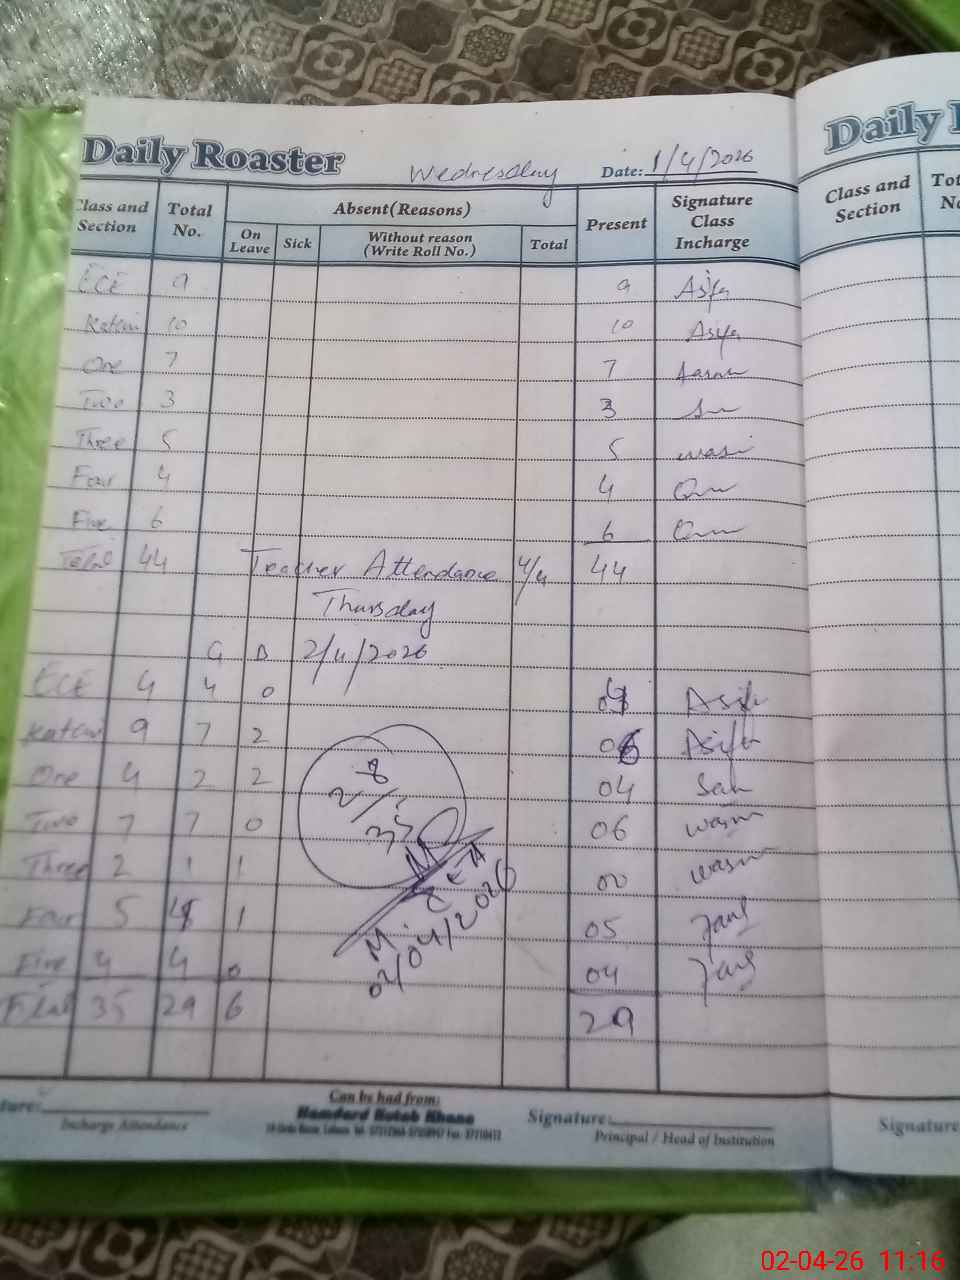 Daily Roaster Wednesday Date: 1/4/2026
Daily
Class and Section Total No. Absent(Reasons) Present Signature Class Incharge
On Leave Sick Without reason (Write Roll No.) Total
Class and Section
ECE 9 9 Asifa
Katchi 10 10 Asifa
One 7 7
Two 3 3
Three 5 5
Four 4 4
Five 6 6
Total 44 Teacher Attendance 4/4 44
Thursday
G B 2/4/2026
ECE 4 4 0 Asifa
Katchi 9 7 2 Asifa
One 4 2 2 04
Two 7 7 0 06
Three 2 1 1
Four 5 1 05
Five 4 4 0 04
02/04/2026
Total 35 29 6 29
Can be had from:
Hamdard Kutab Khana
Signature:
Incharge Attendance
Principal / Head of Institution
Signature
02-04-26 11:16